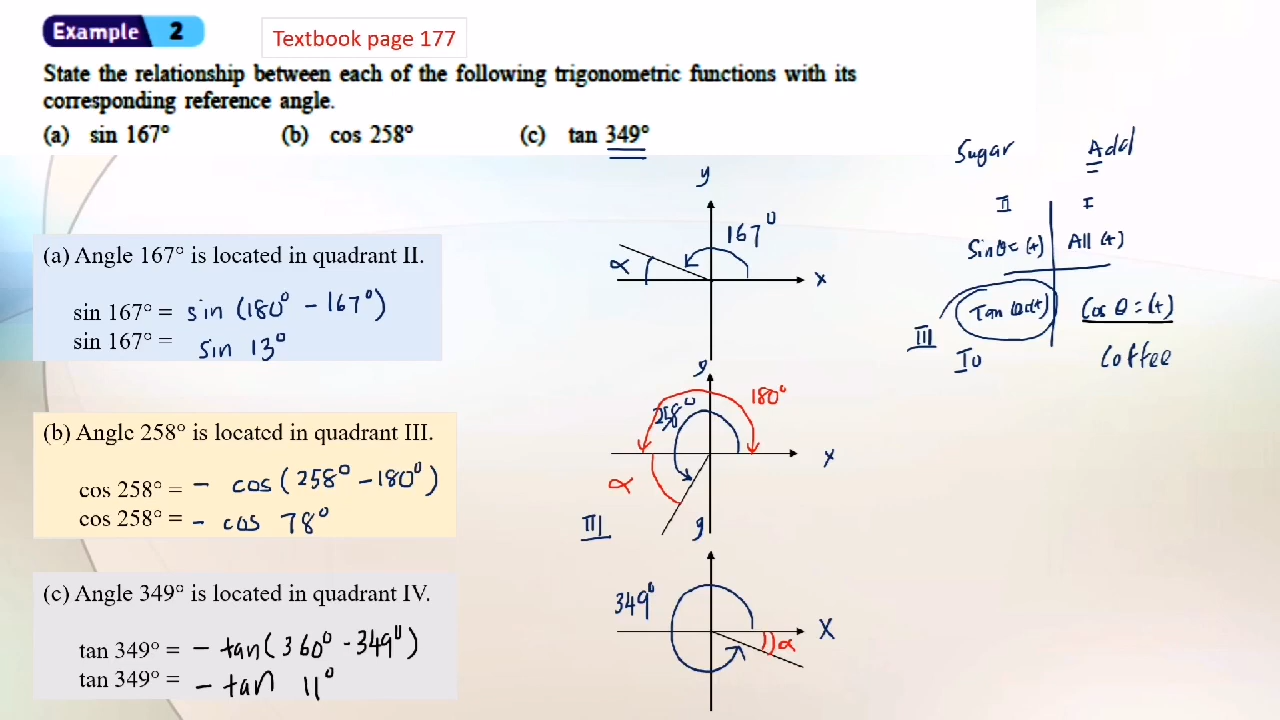 Example 2
Textbook page 177
State the relationship between each of the following trigonometric functions with its
corresponding reference angle.
(a) sin 167° (b) cos 258° (c) tan 349°
Sugar Add
II I
Sinθ = (+) All (+)
Tan θ (+) Cos θ = (+)
III
To Coffee
(a) Angle 167° is located in quadrant II.
sin 167° = sin (180° - 167°)
sin 167° = sin 13°
y
167°
α
x
(b) Angle 258° is located in quadrant III.
cos 258° = - cos (258° - 180°)
cos 258° = - cos 78°
y
258° 180°
x
α
III
(c) Angle 349° is located in quadrant IV.
tan 349° = - tan (360° - 349°)
tan 349° = - tan 11°
y
349°
x
α